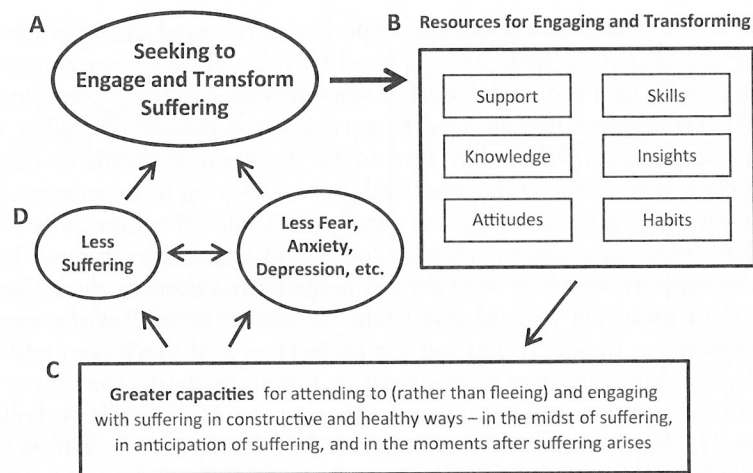 A
Seeking to
Engage and Transform
Suffering
B
Resources for Engaging and Transforming
Support
Skills
Knowledge
Insights
Attitudes
Habits
D
Less
Suffering
Less Fear,
Anxiety,
Depression, etc.
C
Greater capacities for attending to (rather than fleeing) and engaging
with suffering in constructive and healthy ways – in the midst of suffering,
in anticipation of suffering, and in the moments after suffering arises